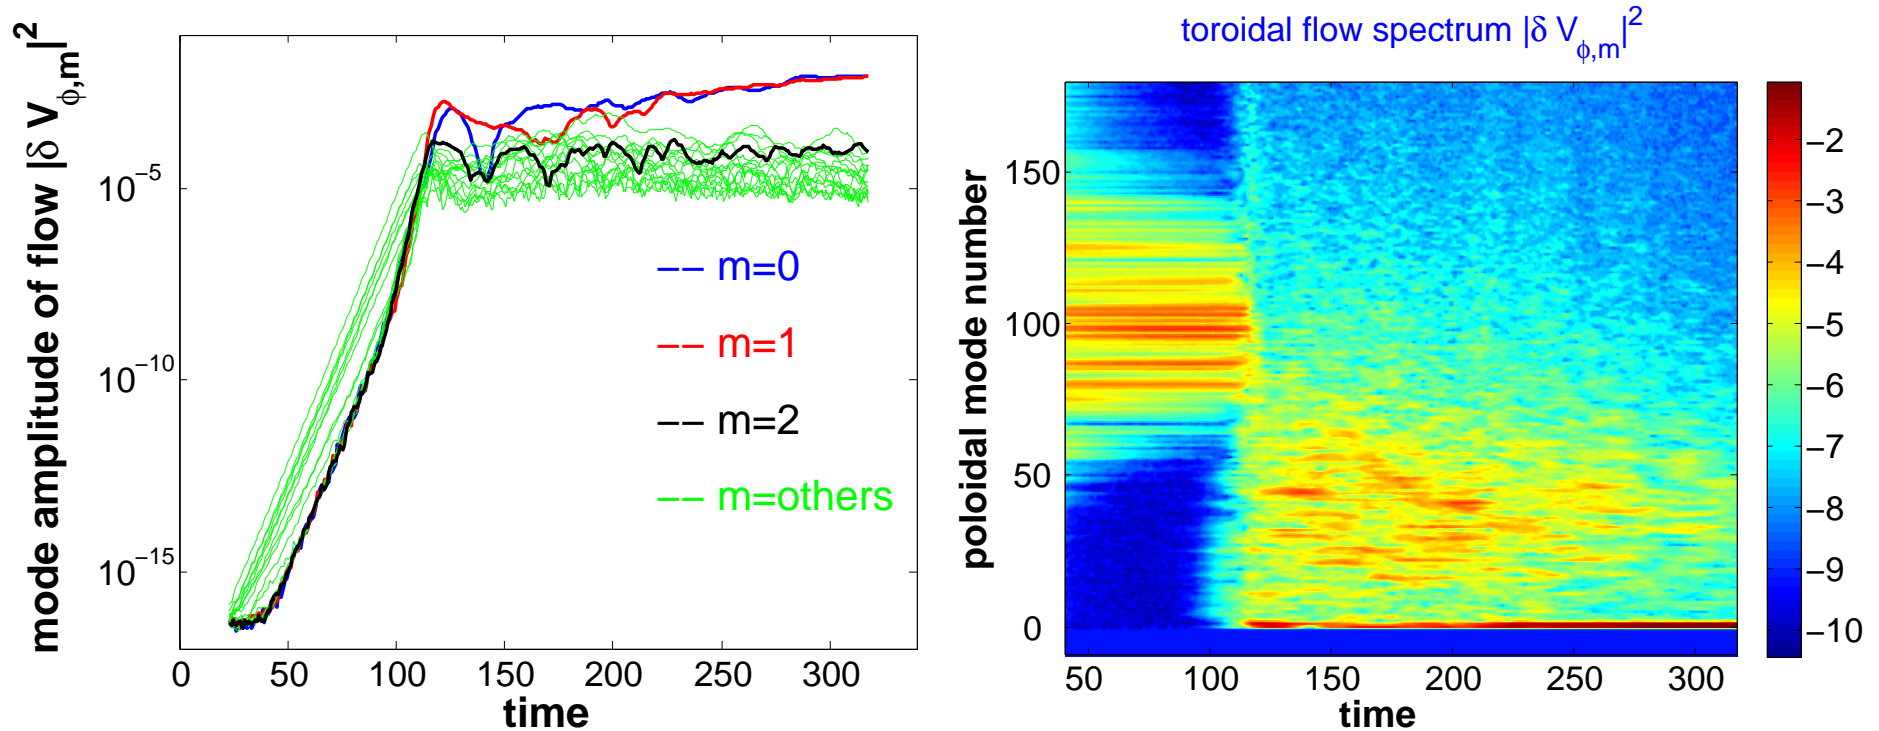 mode amplitude of flow |δ V_{ϕ,m}|^2
10^{−5}
10^{−10}
10^{−15}
−− m=0
−− m=1
−− m=2
−− m=others
0 50 100 150 200 250 300
time
toroidal flow spectrum |δ V_{ϕ,m}|^2
poloidal mode number
150
100
50
0
50 100 150 200 250 300
time
−2
−3
−4
−5
−6
−7
−8
−9
−10